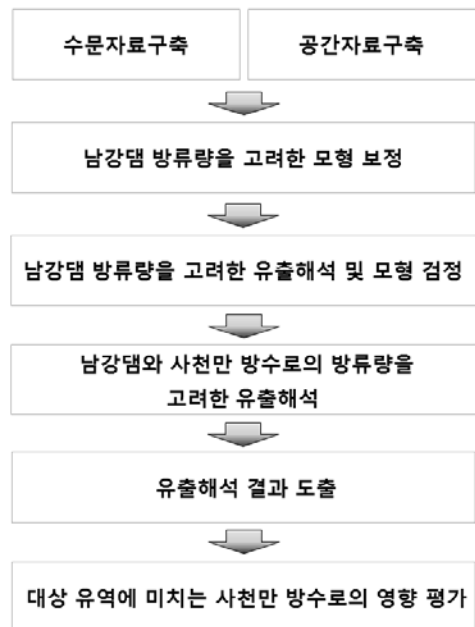 수문자료구축
공간자료구축
남강댐 방류량을 고려한 모형 보정
남강댐 방류량을 고려한 유출해석 및 모형 검정
남강댐와 사천만 방수로의 방류량을
고려한 유출해석
유출해석 결과 도출
대상 유역에 미치는 사천만 방수로의 영향 평가